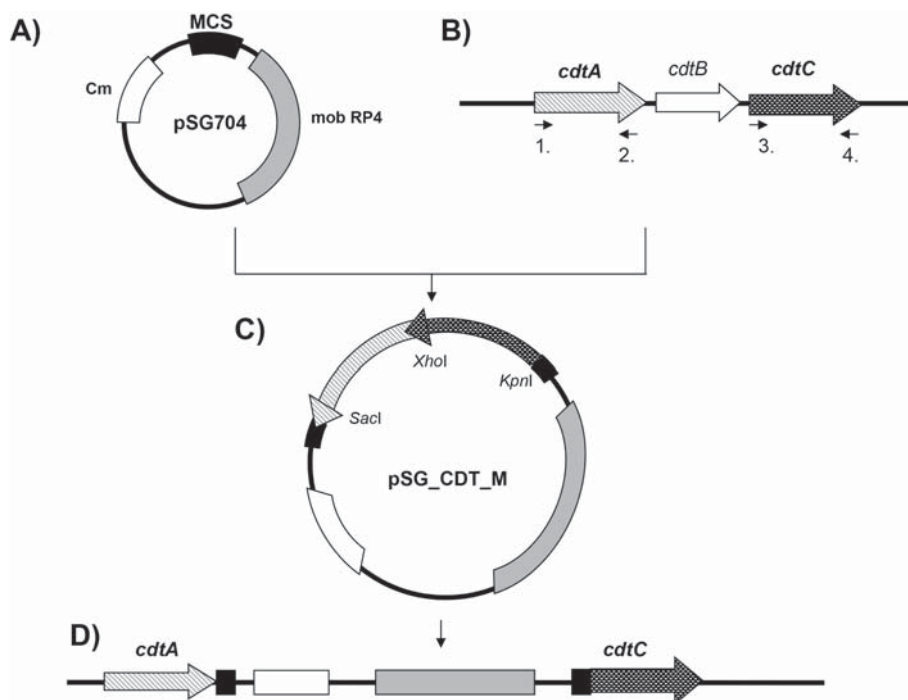 A)
MCS
Cm
pSG704
mob RP4
B)
cdtA
cdtB
cdtC
1.
2.
3.
4.
C)
XhoI
KpnI
SacI
pSG_CDT_M
D)
cdtA
cdtC